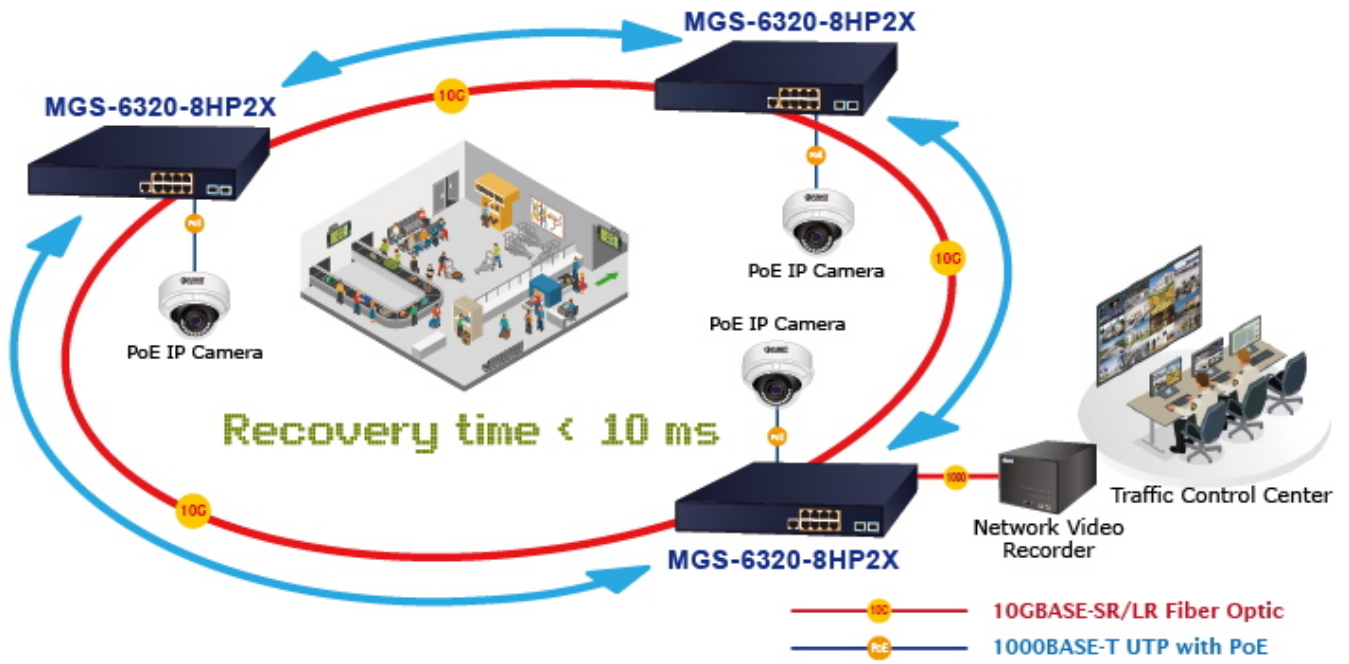 MGS-6320-8HP2X
MGS-6320-8HP2X
10G
PoE
PoE
PoE IP Camera
10G
PoE IP Camera
PoE IP Camera
Recovery time < 10 ms
PoE
1000
Traffic Control Center
10G
Network Video
Recorder
MGS-6320-8HP2X
10G
10GBASE-SR/LR Fiber Optic
PoE
1000BASE-T UTP with PoE